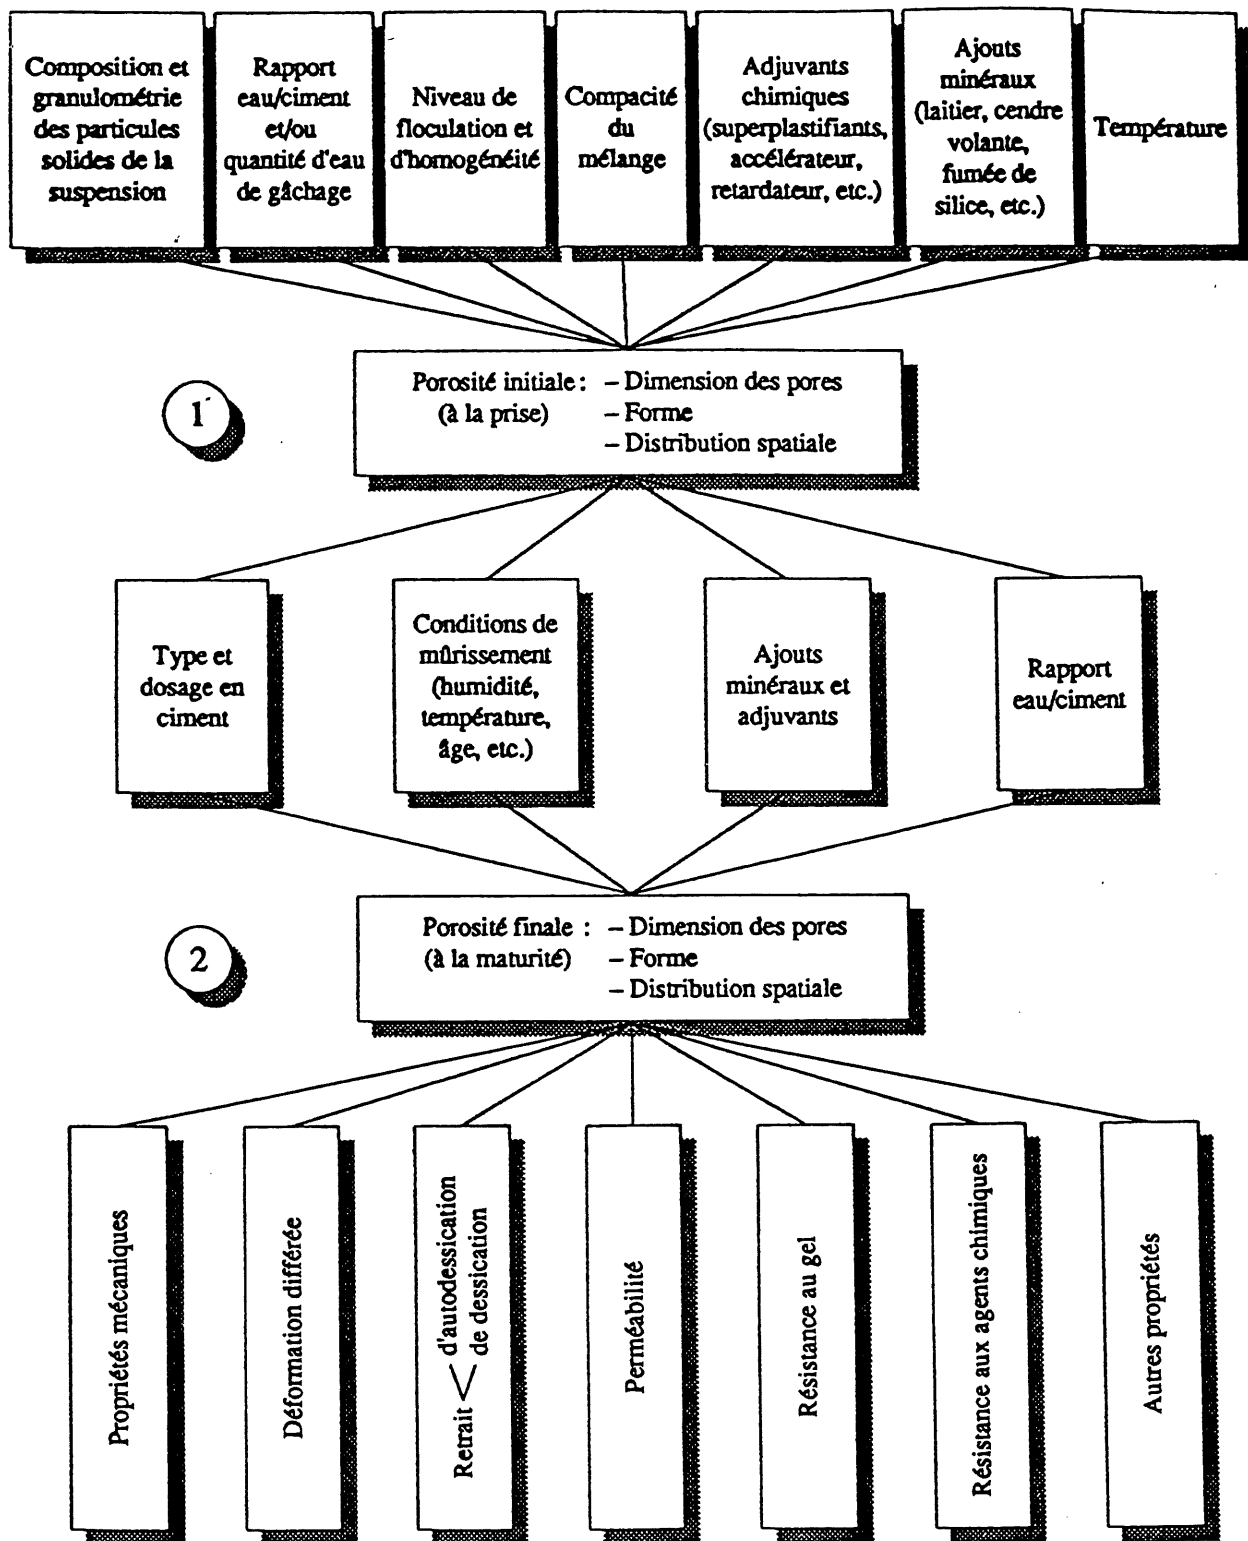 Composition et
granulométrie
des particules
solides de la
suspension
Rapport
eau/ciment
et/ou
quantité d'eau
de gâchage
Niveau de
floculation et
d'homogénéité
Compacité
du
mélange
Adjuvants
chimiques
(superplastifiants,
accélérateur,
retardateur, etc.)
Ajouts
minéraux
(laitier, cendre
volante,
fumée de
silice, etc.)
Température
1
Porosité initiale : – Dimension des pores
(à la prise) – Forme
– Distribution spatiale
Type et
dosage en
ciment
Conditions de
mûrissement
(humidité,
température,
âge, etc.)
Ajouts
minéraux et
adjuvants
Rapport
eau/ciment
2
Porosité finale : – Dimension des pores
(à la maturité) – Forme
– Distribution spatiale
Propriétés mécaniques
Déformation différée
Retrait < d'autodessication
de dessication
Perméabilité
Résistance au gel
Résistance aux agents chimiques
Autres propriétés